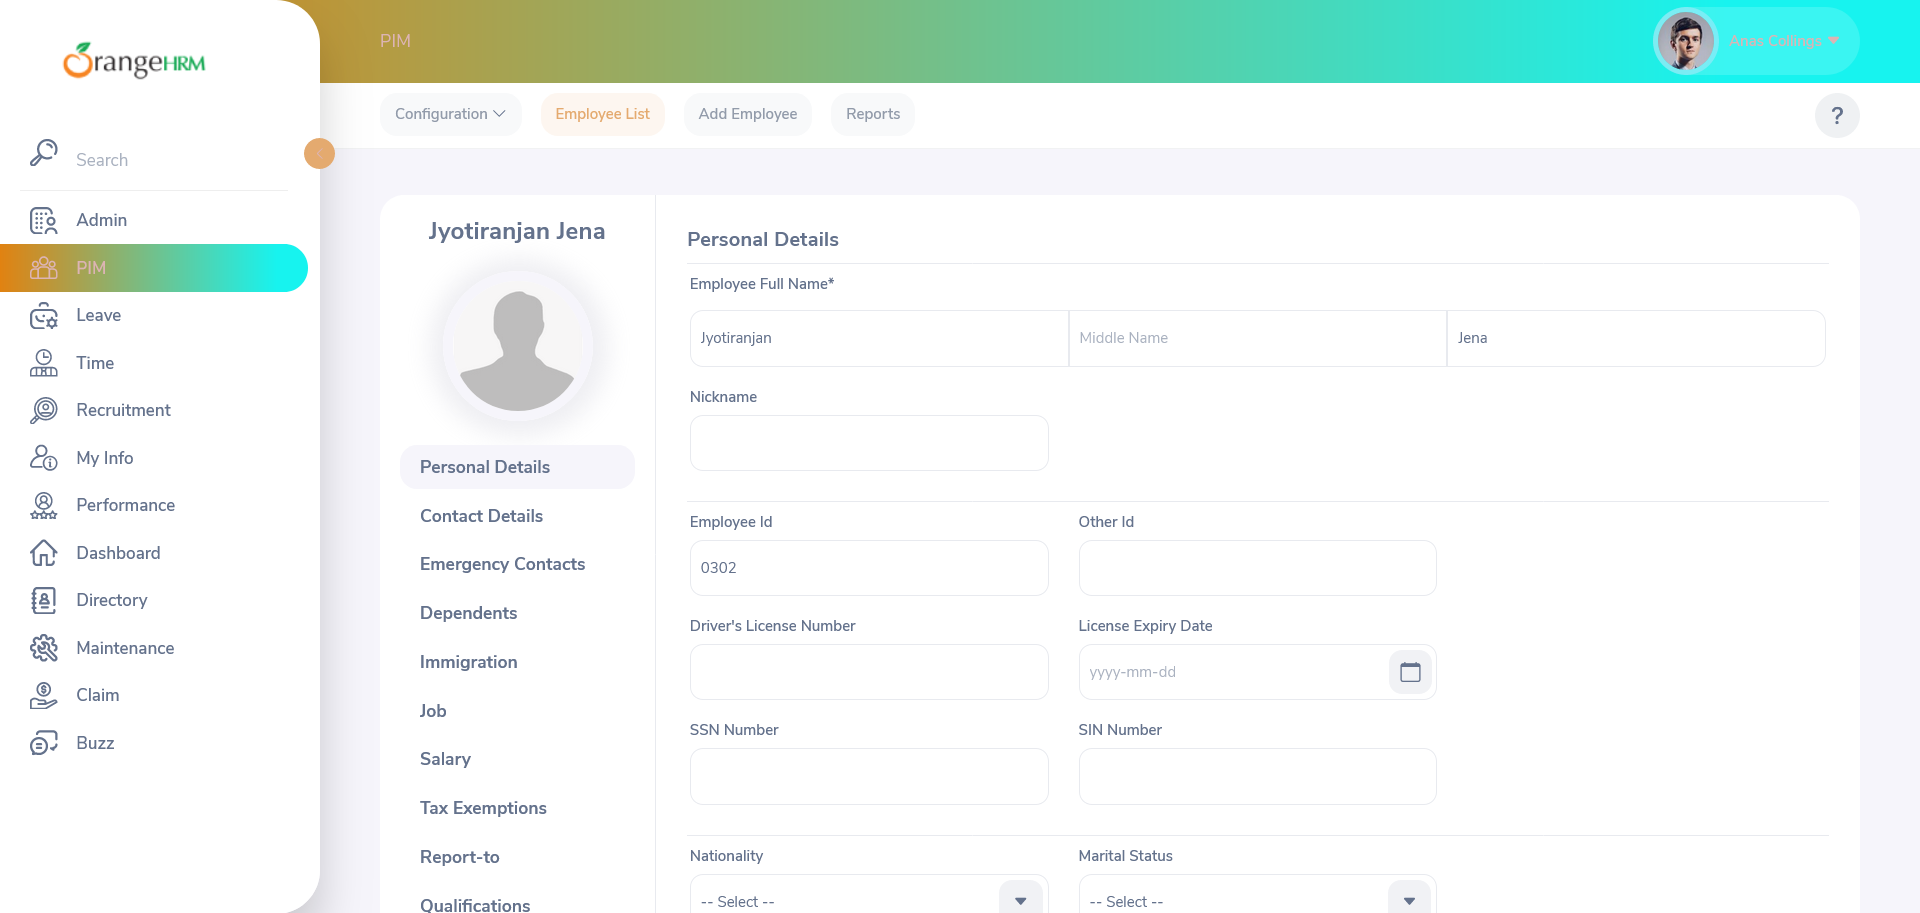 OrangeHRM
Search
Admin
PIM
Leave
Time
Recruitment
My Info
Performance
Dashboard
Directory
Maintenance
Claim
Buzz
PIM
Anas Callings
Configuration
Employee List
Add Employee
Reports
?
Jyotiranjan Jena
Personal Details
Contact Details
Emergency Contacts
Dependents
Immigration
Job
Salary
Tax Exemptions
Report-to
Qualifications
Personal Details
Employee Full Name*
Jyotiranjan Middle Name Jena
Nickname
Employee Id Other Id
0302
Driver's License Number License Expiry Date
yyyy-mm-dd
SSN Number SIN Number
Nationality Marital Status
-- Select -- -- Select --